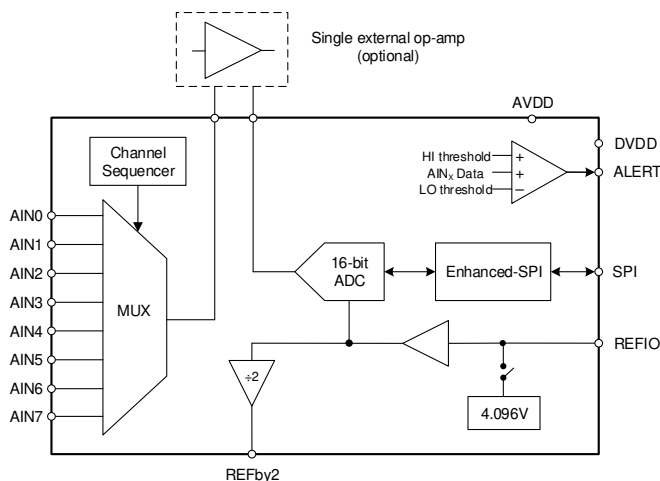 Single external op-amp
(optional)
AVDD
DVDD
HI threshold
+
ALERT
AINx Data
+
LO threshold
−
Channel
Sequencer
AIN0
AIN1
AIN2
AIN3
AIN4
AIN5
AIN6
AIN7
MUX
16-bit
ADC
Enhanced-SPI
SPI
REFIO
÷2
4.096V
REFby2